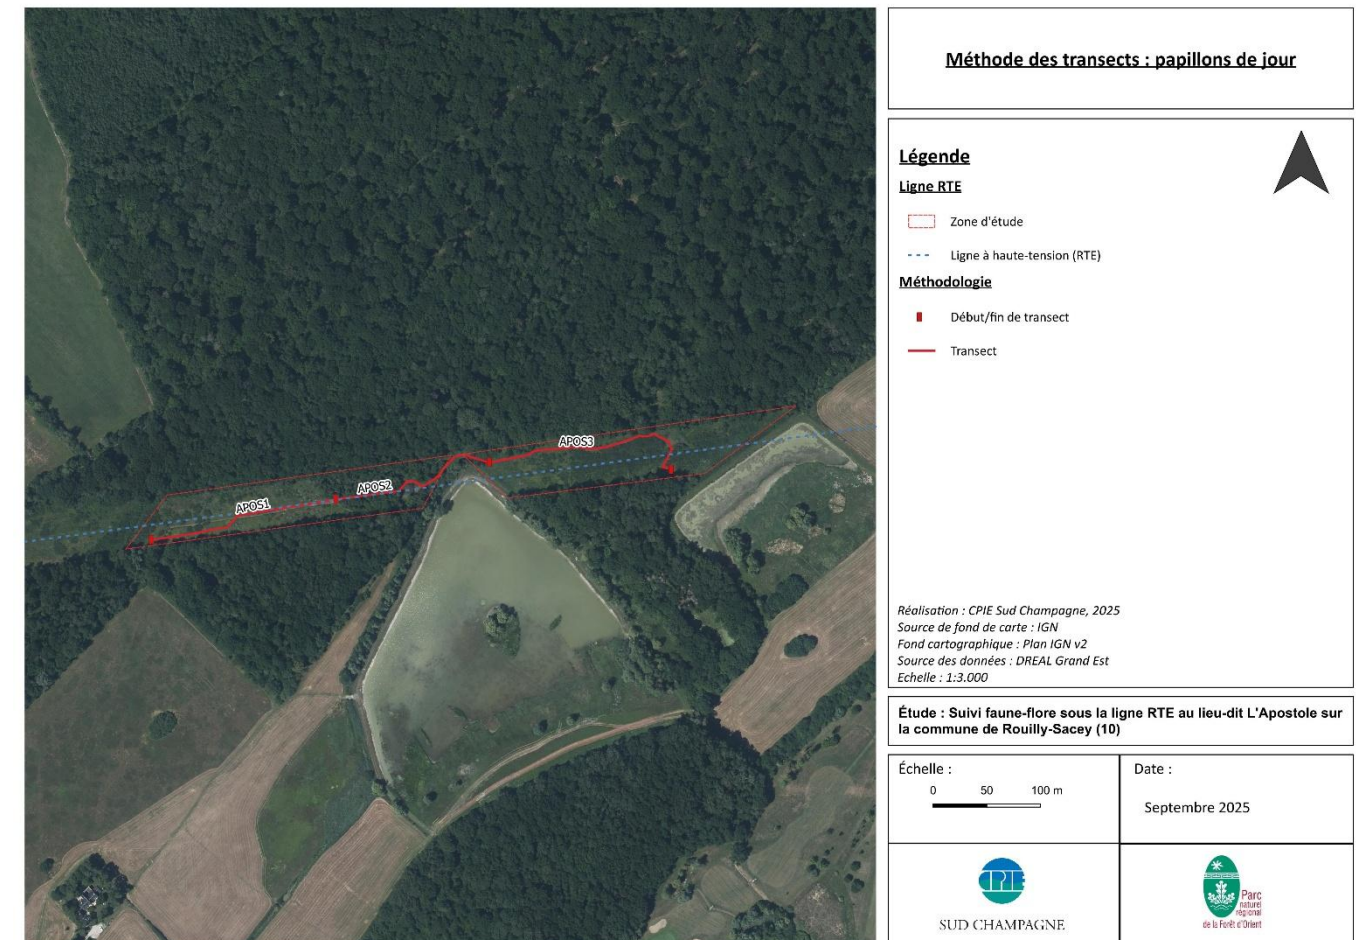 Méthode des transects : papillons de jour
Légende
Ligne RTE
Zone d'étude
Ligne à haute-tension (RTE)
Méthodologie
Début/fin de transect
Transect
APOS1
APOS2
APOS3
Réalisation : CPIE Sud Champagne, 2025
Source de fond de carte : IGN
Fond cartographique : Plan IGN v2
Source des données : DREAL Grand Est
Echelle : 1:3.000
Étude : Suivi faune-flore sous la ligne RTE au lieu-dit L'Apostole sur
la commune de Rouilly-Sacey (10)
Échelle :
0 50 100 m
Date :
Septembre 2025
CPIE
SUD CHAMPAGNE
Parc
naturel
régional
de la Forêt d'Orient